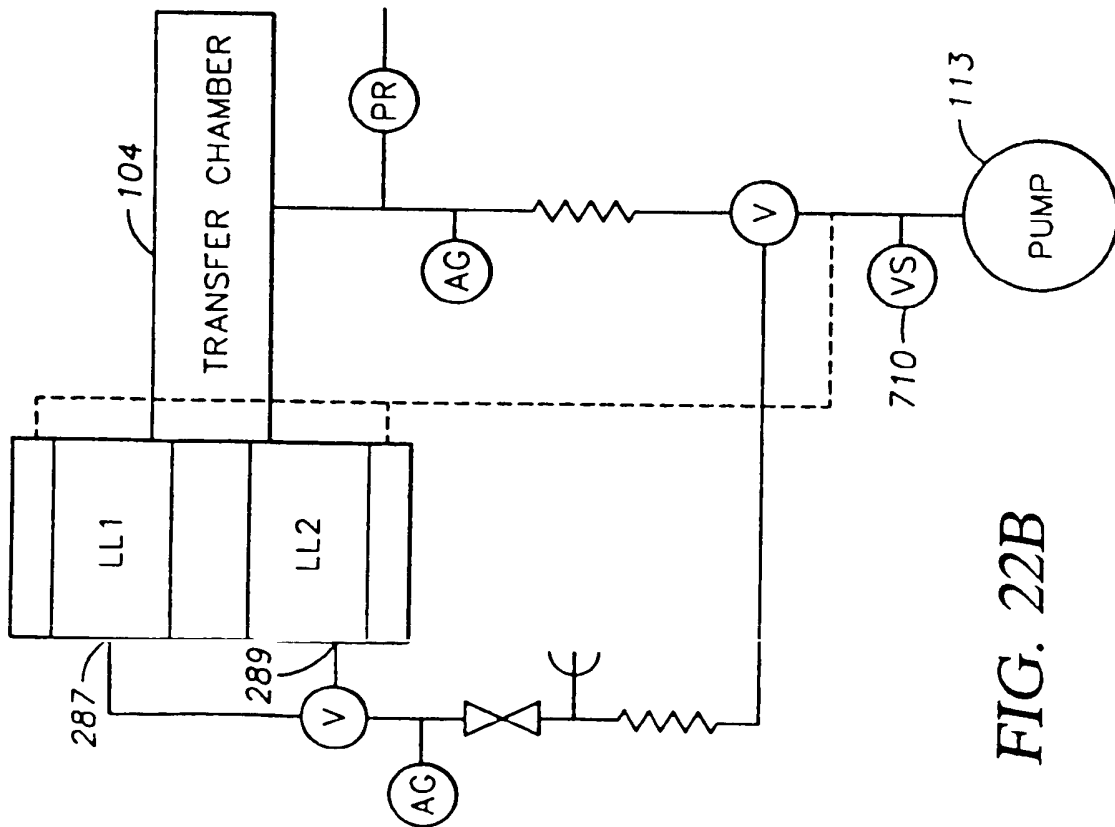 104
TRANSFER CHAMBER
PR
AG
V
VS
710
113
PUMP
LL1
LL2
287
289
V
AG
FIG. 22B